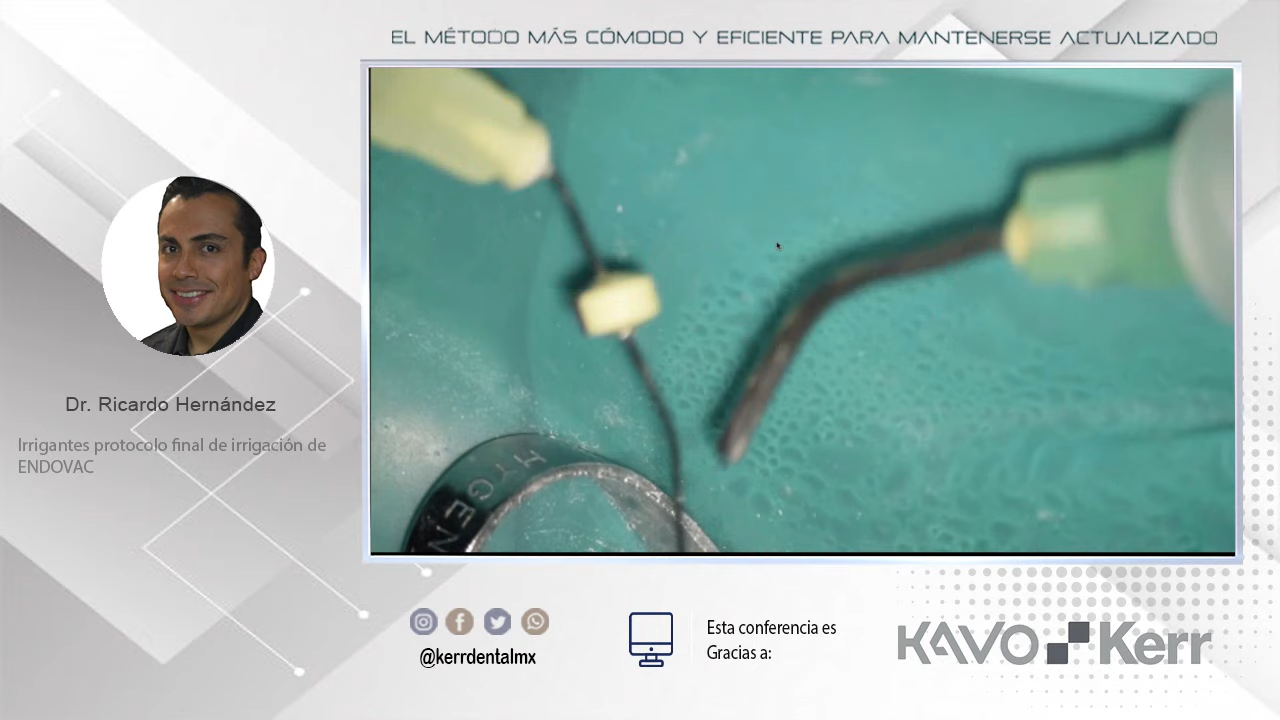 EL MÉTODO MÁS CÓMODO Y EFICIENTE PARA MANTENERSE ACTUALIZADO
HYGEN
Dr. Ricardo Hernández
Irrigantes protocolo final de irrigación de
ENDOVAC
@kerrdentalmx
Esta conferencia es
Gracias a:
KAVO Kerr